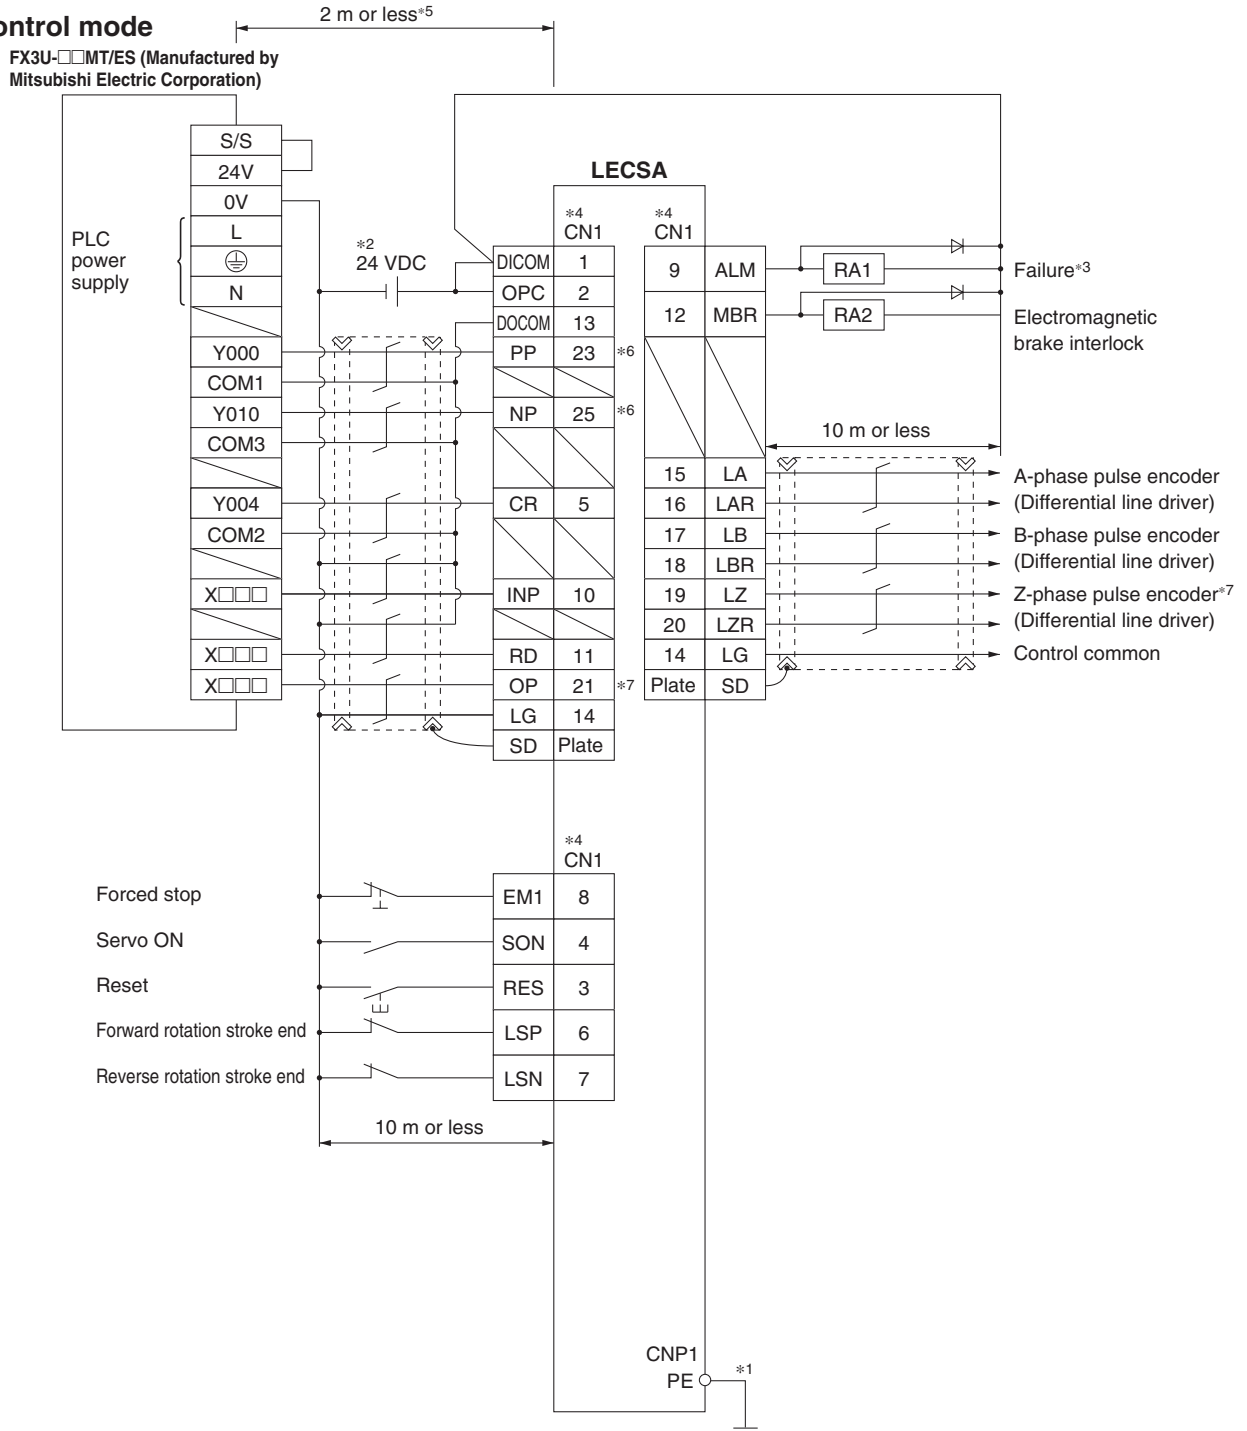 ontrol mode
2 m or less*5
FX3U-□□MT/ES (Manufactured by
Mitsubishi Electric Corporation)
S/S
24V
0V
L
N
PLC
power
supply
Y000
COM1
Y010
COM3
Y004
COM2
X□□□
X□□□
X□□□
*2
24 VDC
LECSA
*4
CN1
DICOM 1
OPC 2
DOCOM 13
PP 23 *6
NP 25 *6
CR 5
INP 10
RD 11
OP 21 *7
LG 14
SD Plate
*4
CN1
9 ALM
12 MBR
RA1
RA2
Failure*3
Electromagnetic
brake interlock
10 m or less
15 LA
16 LAR
17 LB
18 LBR
19 LZ
20 LZR
14 LG
Plate SD
A-phase pulse encoder
(Differential line driver)
B-phase pulse encoder
(Differential line driver)
Z-phase pulse encoder*7
(Differential line driver)
Control common
*4
CN1
Forced stop
EM1 8
Servo ON
SON 4
Reset
RES 3
Forward rotation stroke end
LSP 6
Reverse rotation stroke end
LSN 7
10 m or less
CNP1
PE
*1